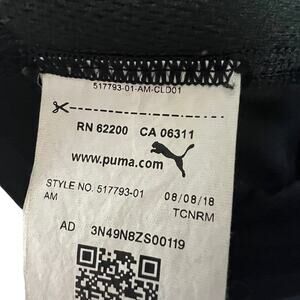 517793-01-AM-CLD01
RN 62200 CA 06311
www.puma.com
STYLE NO. 517793-01 08/08/18
AM TCNRM
AD 3N49N8ZS00119